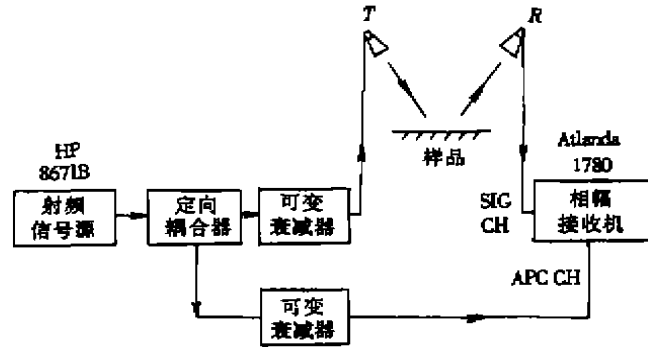 T
R
样品
HP
8671B
射频
信号源
定向
耦合器
可变
衰减器
SIG
CH
Atlanda
1780
相幅
接收机
APC CH
可变
衰减器